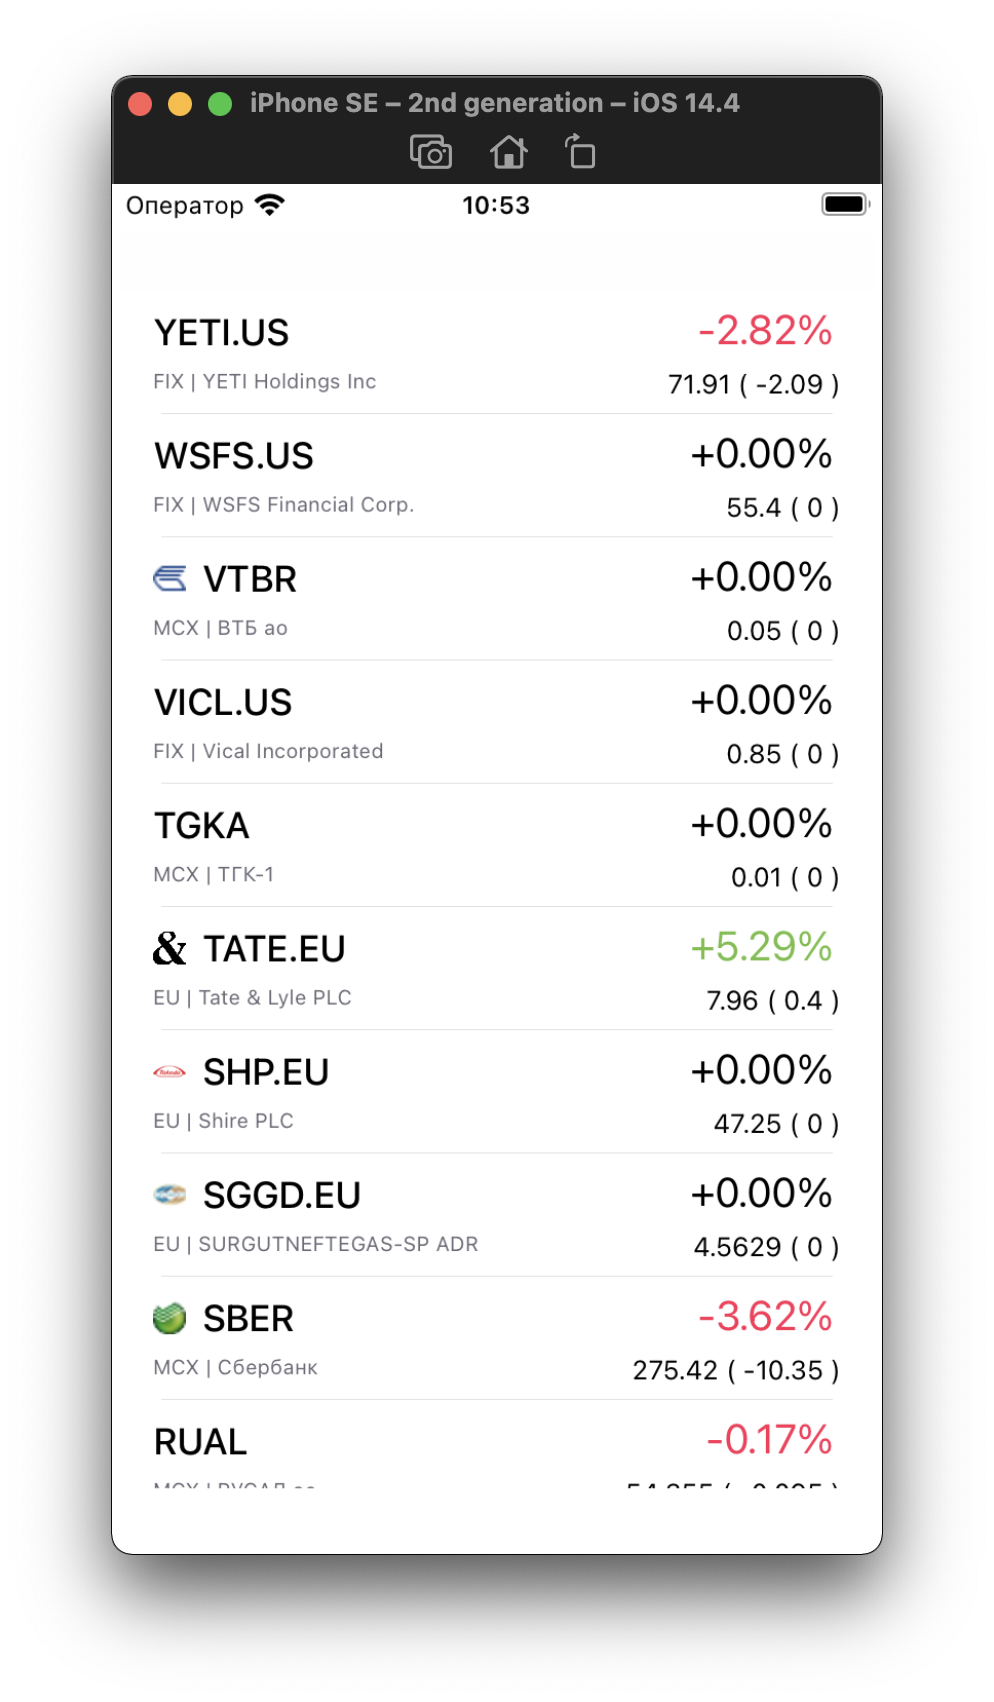 iPhone SE – 2nd generation – iOS 14.4
Оператор 10:53
YETI.US -2.82%
FIX | YETI Holdings Inc 71.91 ( -2.09 )
WSFS.US +0.00%
FIX | WSFS Financial Corp. 55.4 ( 0 )
VTBR +0.00%
MCX | ВТБ ао 0.05 ( 0 )
VICL.US +0.00%
FIX | Vical Incorporated 0.85 ( 0 )
TGKA +0.00%
MCX | ТГК-1 0.01 ( 0 )
& TATE.EU +5.29%
EU | Tate & Lyle PLC 7.96 ( 0.4 )
Takeda SHP.EU +0.00%
EU | Shire PLC 47.25 ( 0 )
SGGD.EU +0.00%
EU | SURGUTNEFTEGAS-SP ADR 4.5629 ( 0 )
SBER -3.62%
MCX | Сбербанк 275.42 ( -10.35 )
RUAL -0.17%
MCX | РУСАЛ ао